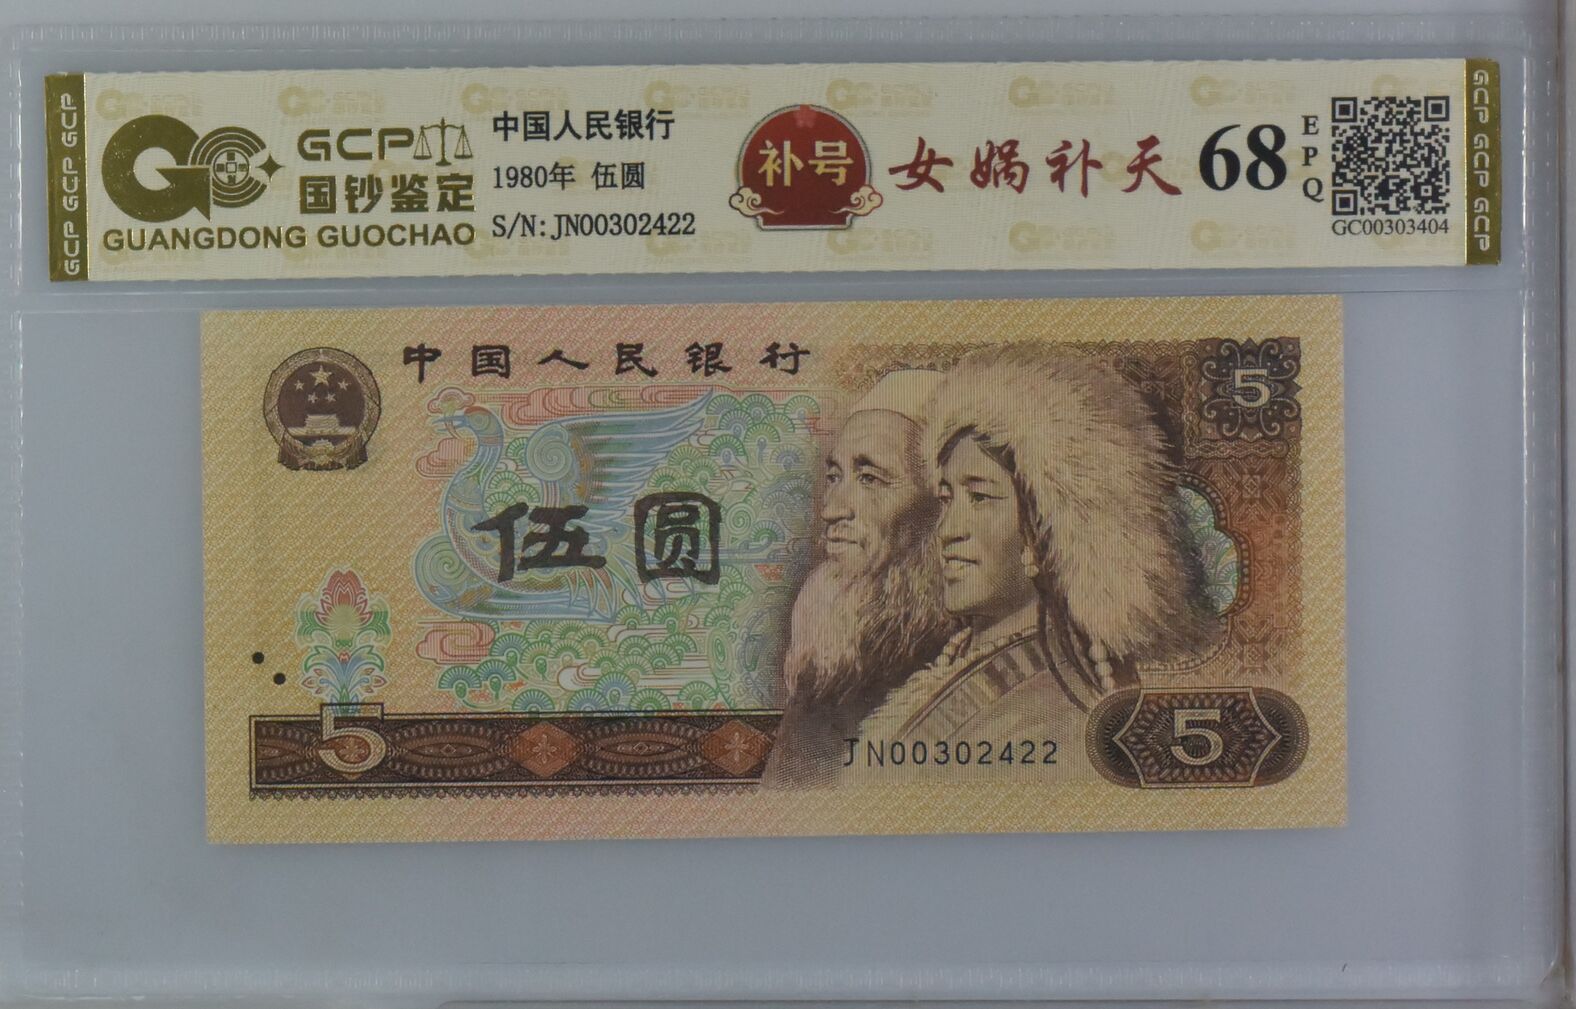 GCP GCP GCP
GCP
国钞鉴定
GUANGDONG GUOCHAO
中国人民银行
1980年 伍圆
S/N: JN00302422
补号
女娲补天
68
EPQ
GC00303404
GCP GCP GCP
中国人民银行
5
伍圆
5
JN00302422
5